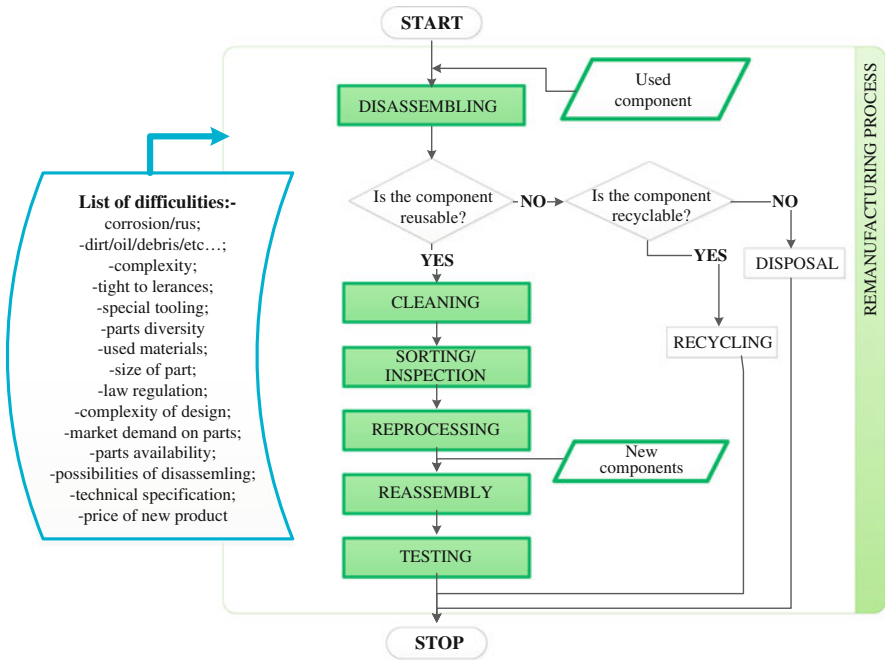 START
Used
component
DISASSEMBLING
REMANUFACTURING PROCESS
List of difficulities:-
corrosion/rus;
-dirt/oil/debris/etc…;
-complexity;
-tight to lerances;
-special tooling;
-parts diversity
-used materials;
-size of part;
-law regulation;
-complexity of design;
-market demand on parts;
-parts availability;
-possibilities of disassemling;
-technical specification;
-price of new product
Is the component
reusable?
NO
Is the component
recyclable?
NO
YES
YES
DISPOSAL
CLEANING
RECYCLING
SORTING/
INSPECTION
REPROCESSING
New
components
REASSEMBLY
TESTING
STOP